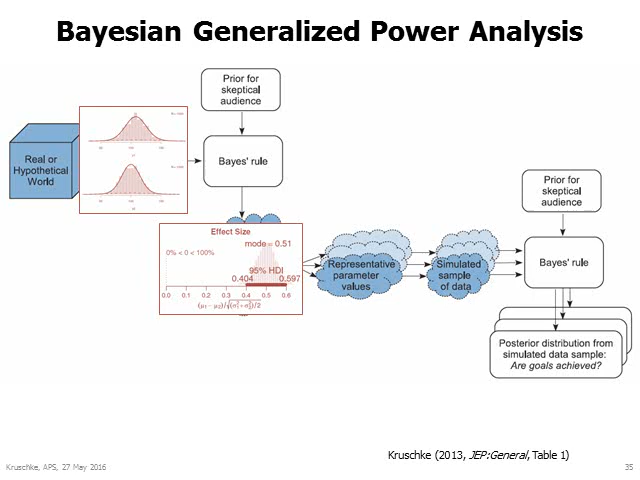 Bayesian Generalized Power Analysis
Prior for
skeptical
audience
Real or
Hypothetical
World
Bayes' rule
Effect Size
mode = 0.51
0% < 0 < 100%
95% HDI
0.404
0.597
0.0 0.1 0.2 0.3 0.4 0.5 0.6
Representative
parameter
values
Simulated
sample
of data
Prior for
skeptical
audience
Bayes' rule
Posterior distribution from
simulated data sample:
Are goals achieved?
Kruschke (2013, JEP:General, Table 1)
Kruschke, APS, 27 May 2016
35